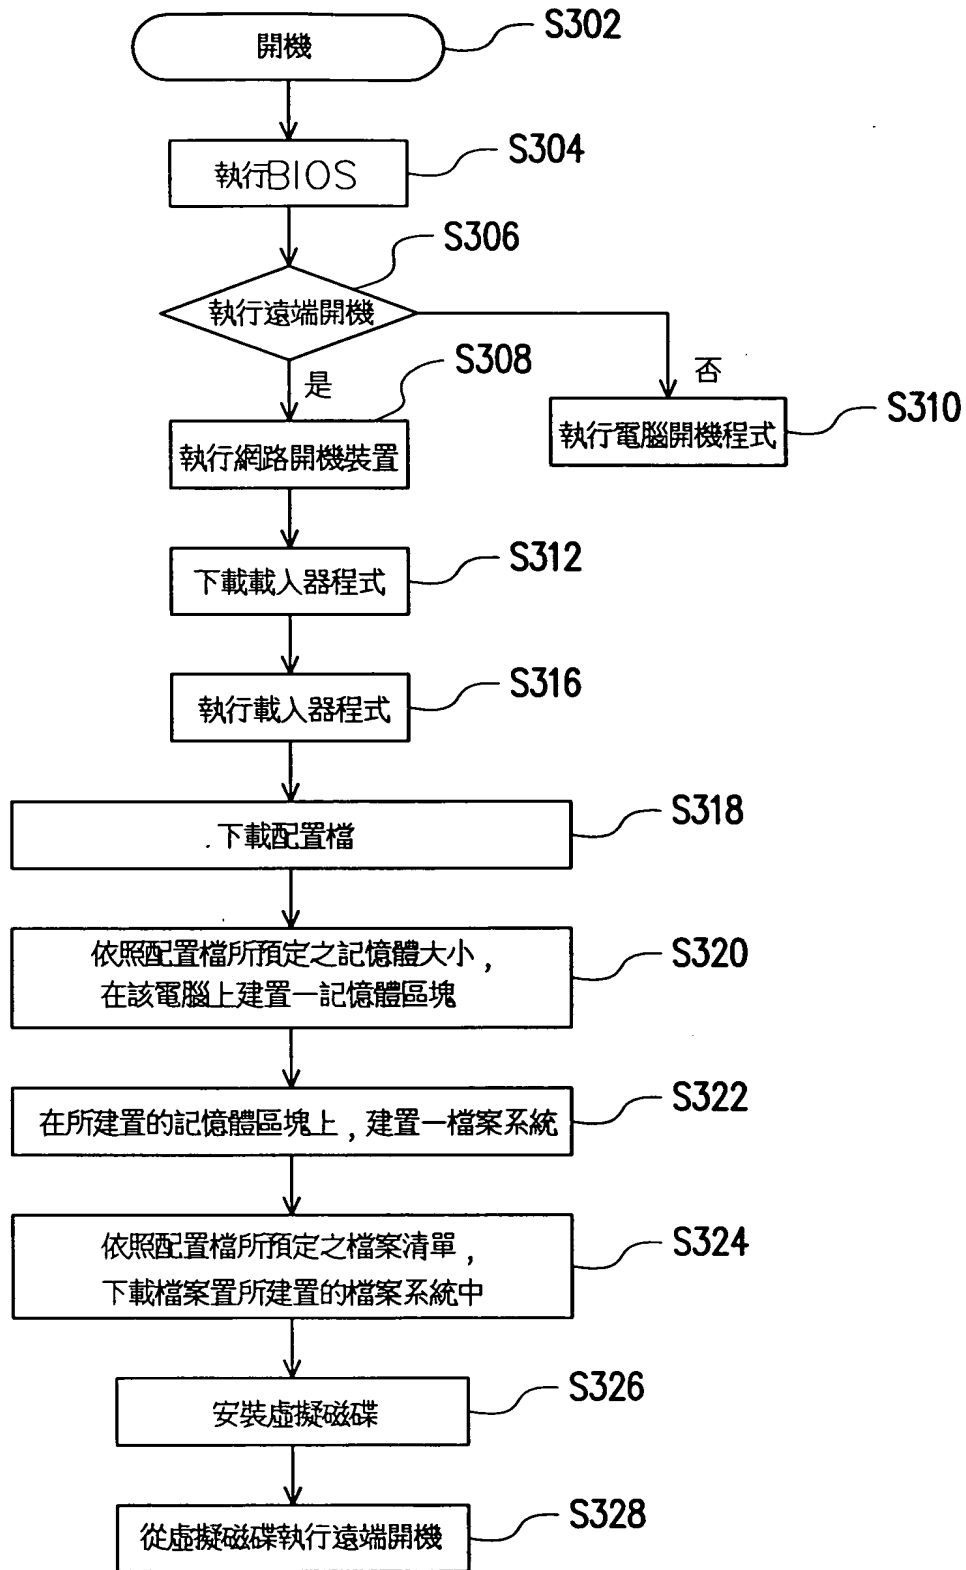 開機
S302
執行BIOS
S304
執行遠端開機
S306
是
否
執行網路開機裝置
S308
執行電腦開機程式
S310
下載載入器程式
S312
執行載入器程式
S316
下載配置檔
S318
依照配置檔所預定之記憶體大小,
在該電腦上建置一記憶體區塊
S320
在所建置的記憶體區塊上,建置一檔案系統
S322
依照配置檔所預定之檔案清單,
下載檔案置所建置的檔案系統中
S324
安裝虛擬磁碟
S326
從虛擬磁碟執行遠端開機
S328